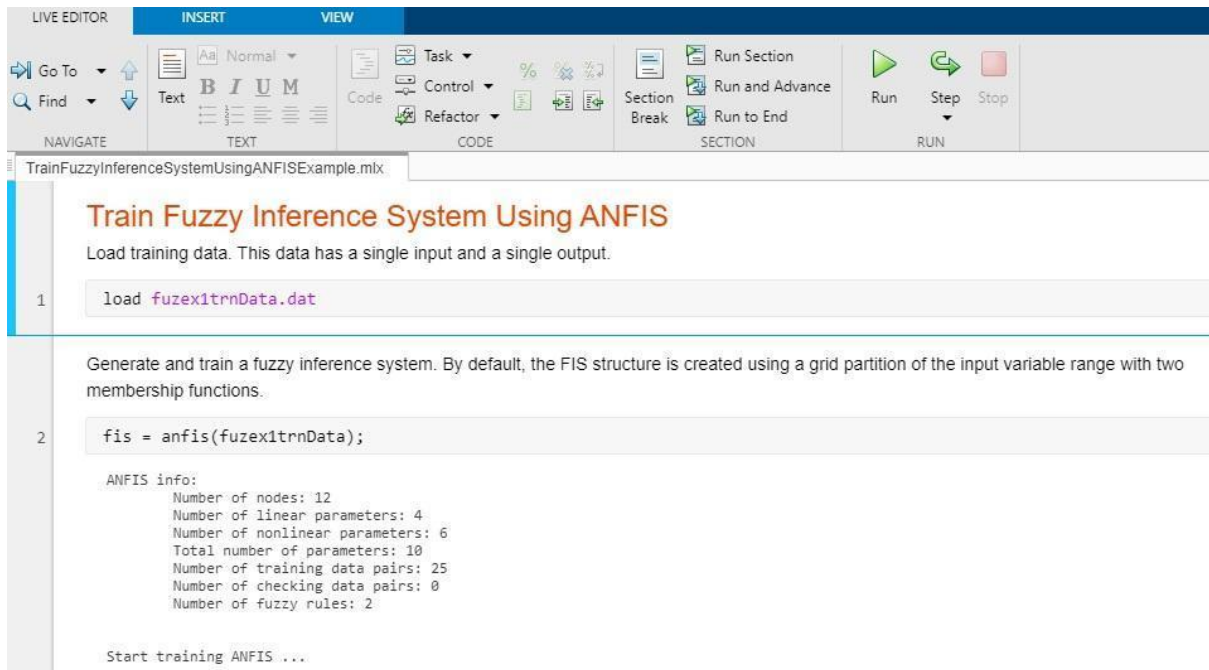 LIVE EDITOR INSERT VIEW
Go To
Find
NAVIGATE
Text
Aa Normal
B I U M
TEXT
Code
Task
Control
Refactor
CODE
Section Break
Run Section
Run and Advance
Run to End
SECTION
Run
Step
Stop
RUN
TrainFuzzyInferenceSystemUsingANFISExample.mlx
Train Fuzzy Inference System Using ANFIS
Load training data. This data has a single input and a single output.
1 load fuzex1trnData.dat
Generate and train a fuzzy inference system. By default, the FIS structure is created using a grid partition of the input variable range with two
membership functions.
2 fis = anfis(fuzex1trnData);
ANFIS info:
Number of nodes: 12
Number of linear parameters: 4
Number of nonlinear parameters: 6
Total number of parameters: 10
Number of training data pairs: 25
Number of checking data pairs: 0
Number of fuzzy rules: 2
Start training ANFIS ...